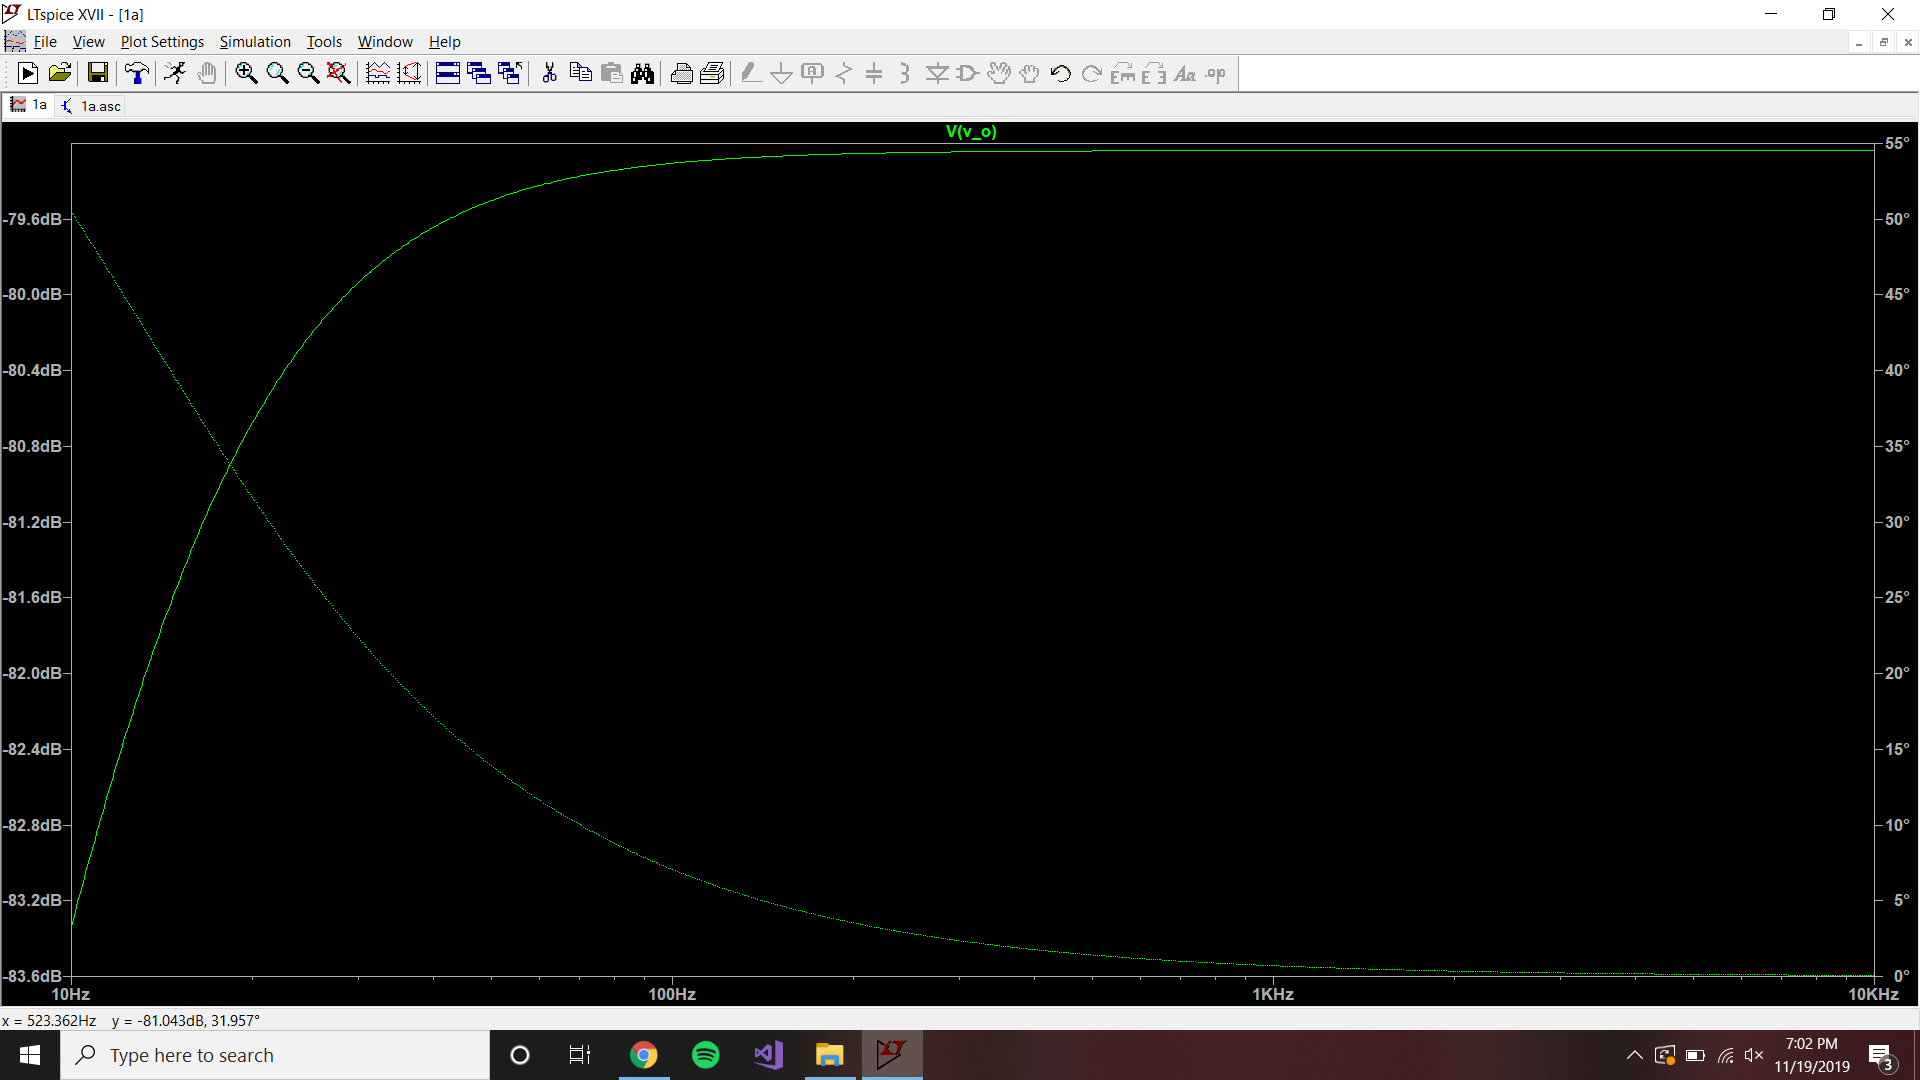 LTspice XVII - [1a]
File View Plot Settings Simulation Tools Window Help
1a 1a.asc
V(v_o)
55°
-79.6dB 50°
-80.0dB 45°
-80.4dB 40°
-80.8dB 35°
-81.2dB 30°
-81.6dB 25°
-82.0dB 20°
-82.4dB 15°
-82.8dB 10°
-83.2dB 5°
-83.6dB 0°
10Hz 100Hz 1KHz 10KHz
x = 523.362Hz y = -81.043dB, 31.957°
Type here to search
7:02 PM
11/19/2019
3